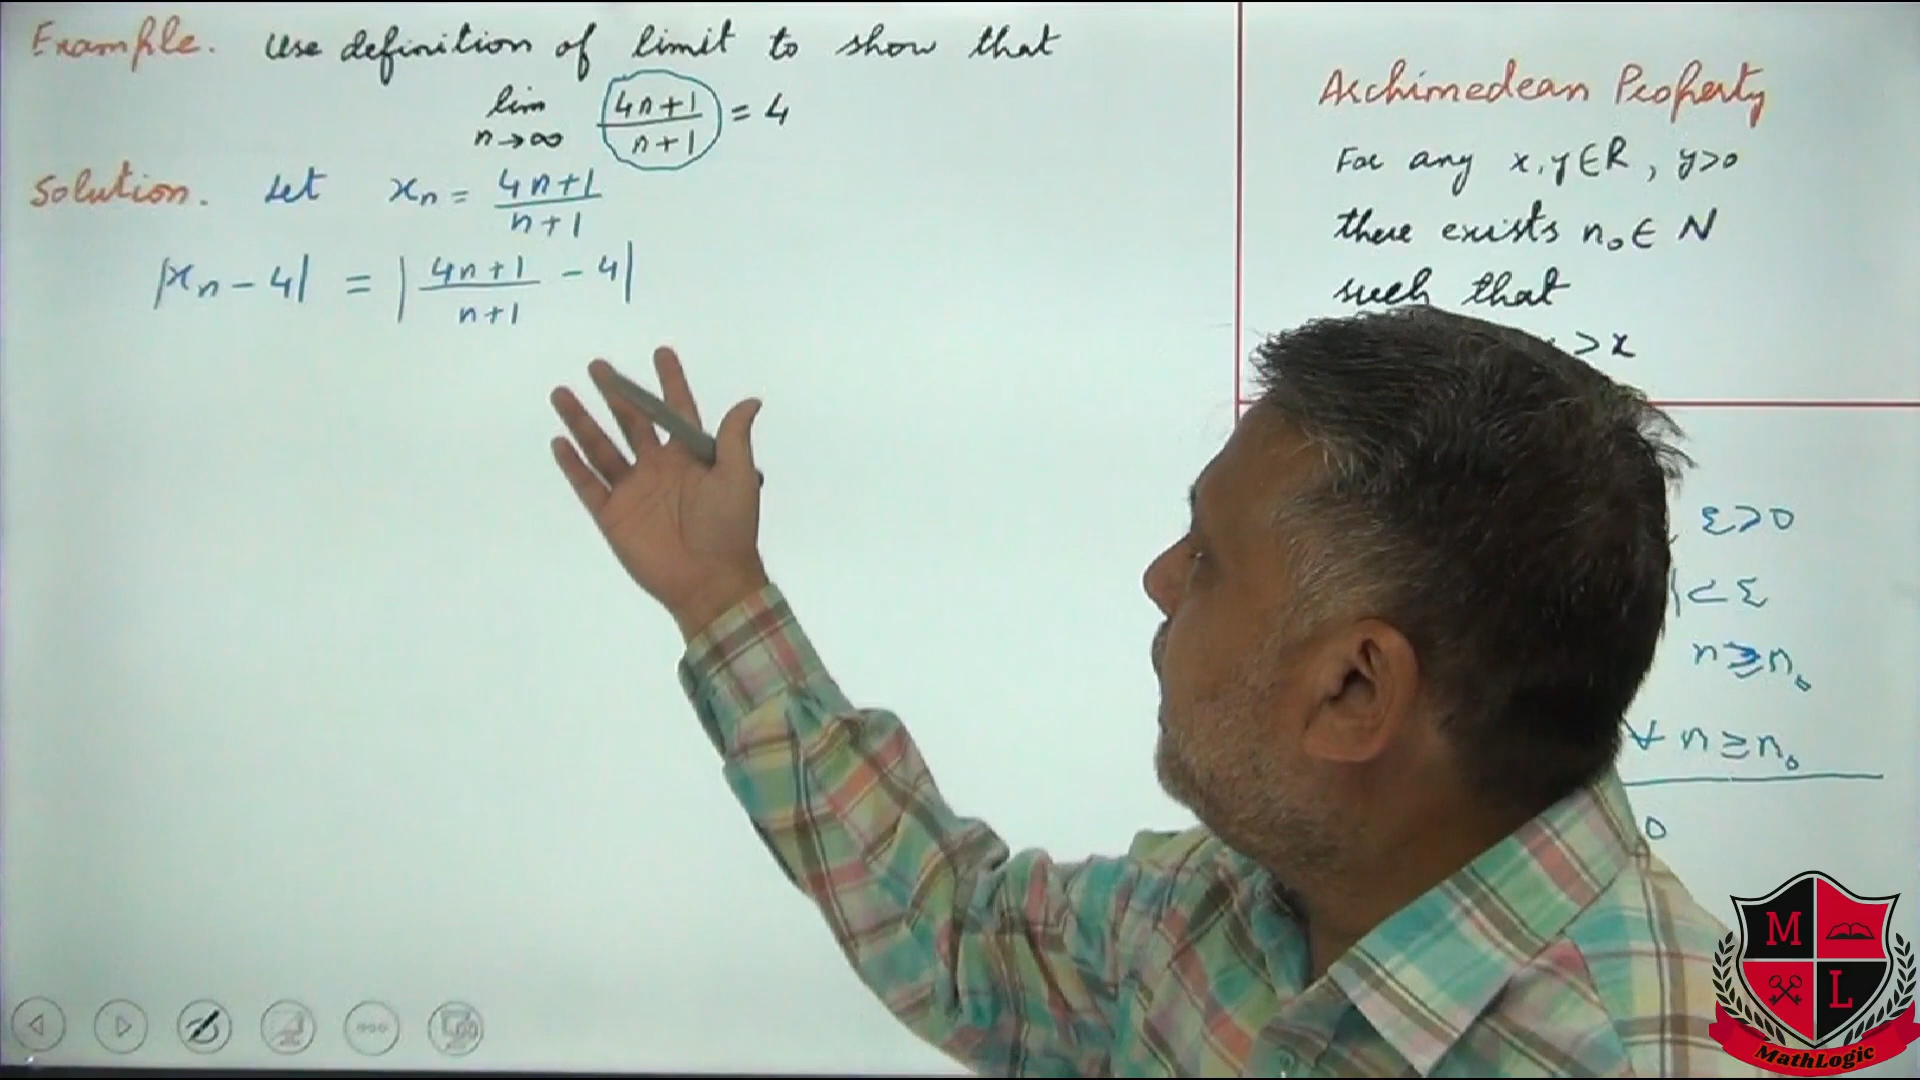 Example. Use definition of limit to show that
lim n→∞ (4n+1)/(n+1) = 4
Solution. Let xn = (4n+1)/(n+1)
|xn - 4| = |(4n+1)/(n+1) - 4|
Archimedean Property
For any x, y ∈ R, y>0
there exists n₀ ∈ N
such that
> x
ε>0
|< ε
n ≥ n₀
∀ n ≥ n₀
0
M
L
MathLogic